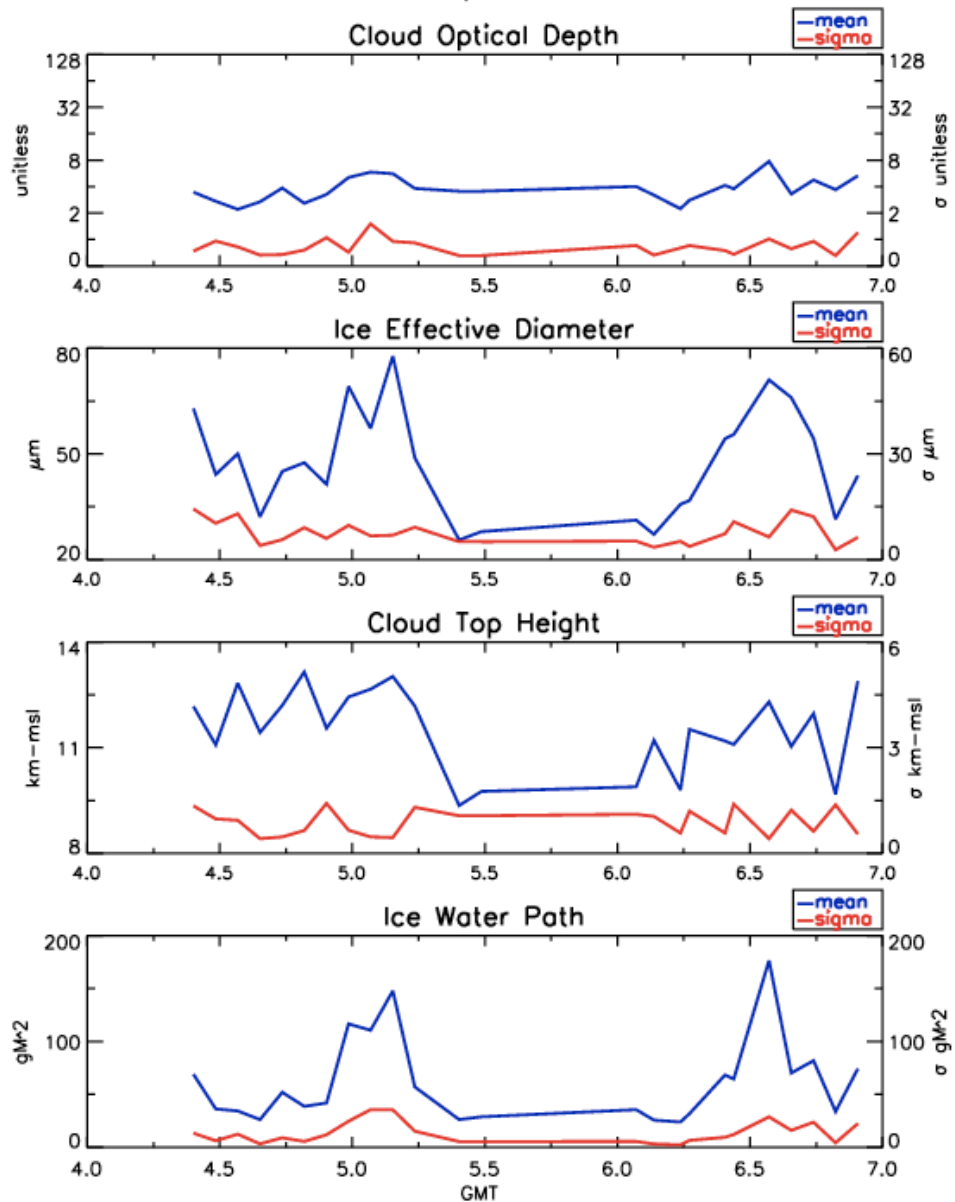 Cloud Optical Depth
mean
sigma
128
32
8
2
0
unitless
128
32
8
2
0
σ unitless
4.0 4.5 5.0 5.5 6.0 6.5 7.0
Ice Effective Diameter
mean
sigma
80
50
20
μm
60
30
0
σ μm
4.0 4.5 5.0 5.5 6.0 6.5 7.0
Cloud Top Height
mean
sigma
14
11
8
km-msl
6
3
0
σ km-msl
4.0 4.5 5.0 5.5 6.0 6.5 7.0
Ice Water Path
mean
sigma
200
100
0
gM^2
200
100
0
σ gM^2
4.0 4.5 5.0 5.5 6.0 6.5 7.0
GMT